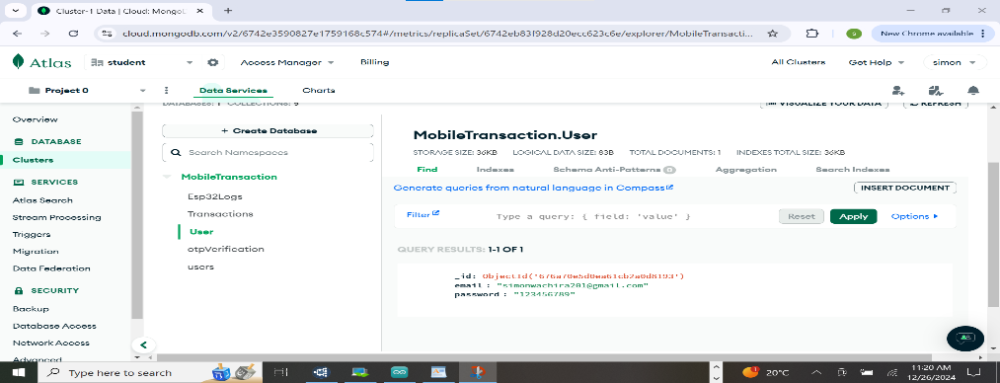 Cluster-1 Data | Cloud: Mongol
cloud.mongodb.com/v2/6742e3590827e1759168c574#/metrics/replicaSet/6742eb83f928d20ecc623c6e/explorer/MobileTransacti...
S
New Chrome available
Atlas
student
Access Manager
Billing
All Clusters
Get Help
simon
Project 0
Data Services
Charts
Overview
DATABASE
Clusters
SERVICES
Atlas Search
Stream Processing
Triggers
Migration
Data Federation
SECURITY
Backup
Database Access
Network Access
Advanced
DATABASES: 1 COLLECTIONS: 5
VISUALIZE YOUR DATA
REFRESH
+ Create Database
Search Namespaces
MobileTransaction
Esp32Logs
Transactions
User
otpVerification
users
MobileTransaction.User
STORAGE SIZE: 36KB LOGICAL DATA SIZE: 83B TOTAL DOCUMENTS: 1 INDEXES TOTAL SIZE: 36KB
Find
Indexes
Schema Anti-Patterns 0
Aggregation
Search Indexes
Generate queries from natural language in Compass
INSERT DOCUMENT
Filter
Type a query: { field: 'value' }
Reset
Apply
Options
QUERY RESULTS: 1-1 OF 1
_id: ObjectId('676a70e5d0ea61cb2a0d8193')
email: "simonwachira201@gmail.com"
password: "123456789"
Type here to search
20°C
11:20 AM
12/26/2024